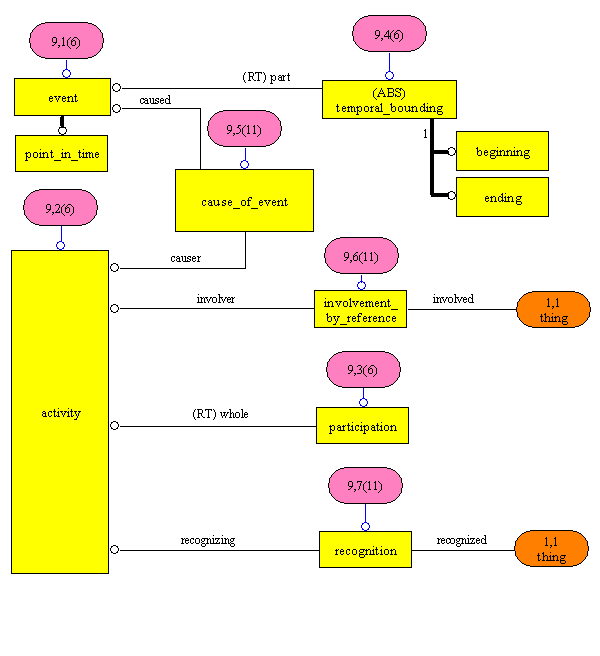 9,1(6)
9,4(6)
event
(RT) part
(ABS)
temporal_bounding
caused
9,5(11)
1
point_in_time
beginning
cause_of_event
ending
9,2(6)
causer
9,6(11)
involver
involvement_
by_reference
involved
1,1
thing
9,3(6)
activity
(RT) whole
participation
9,7(11)
recognizing
recognition
recognized
1,1
thing